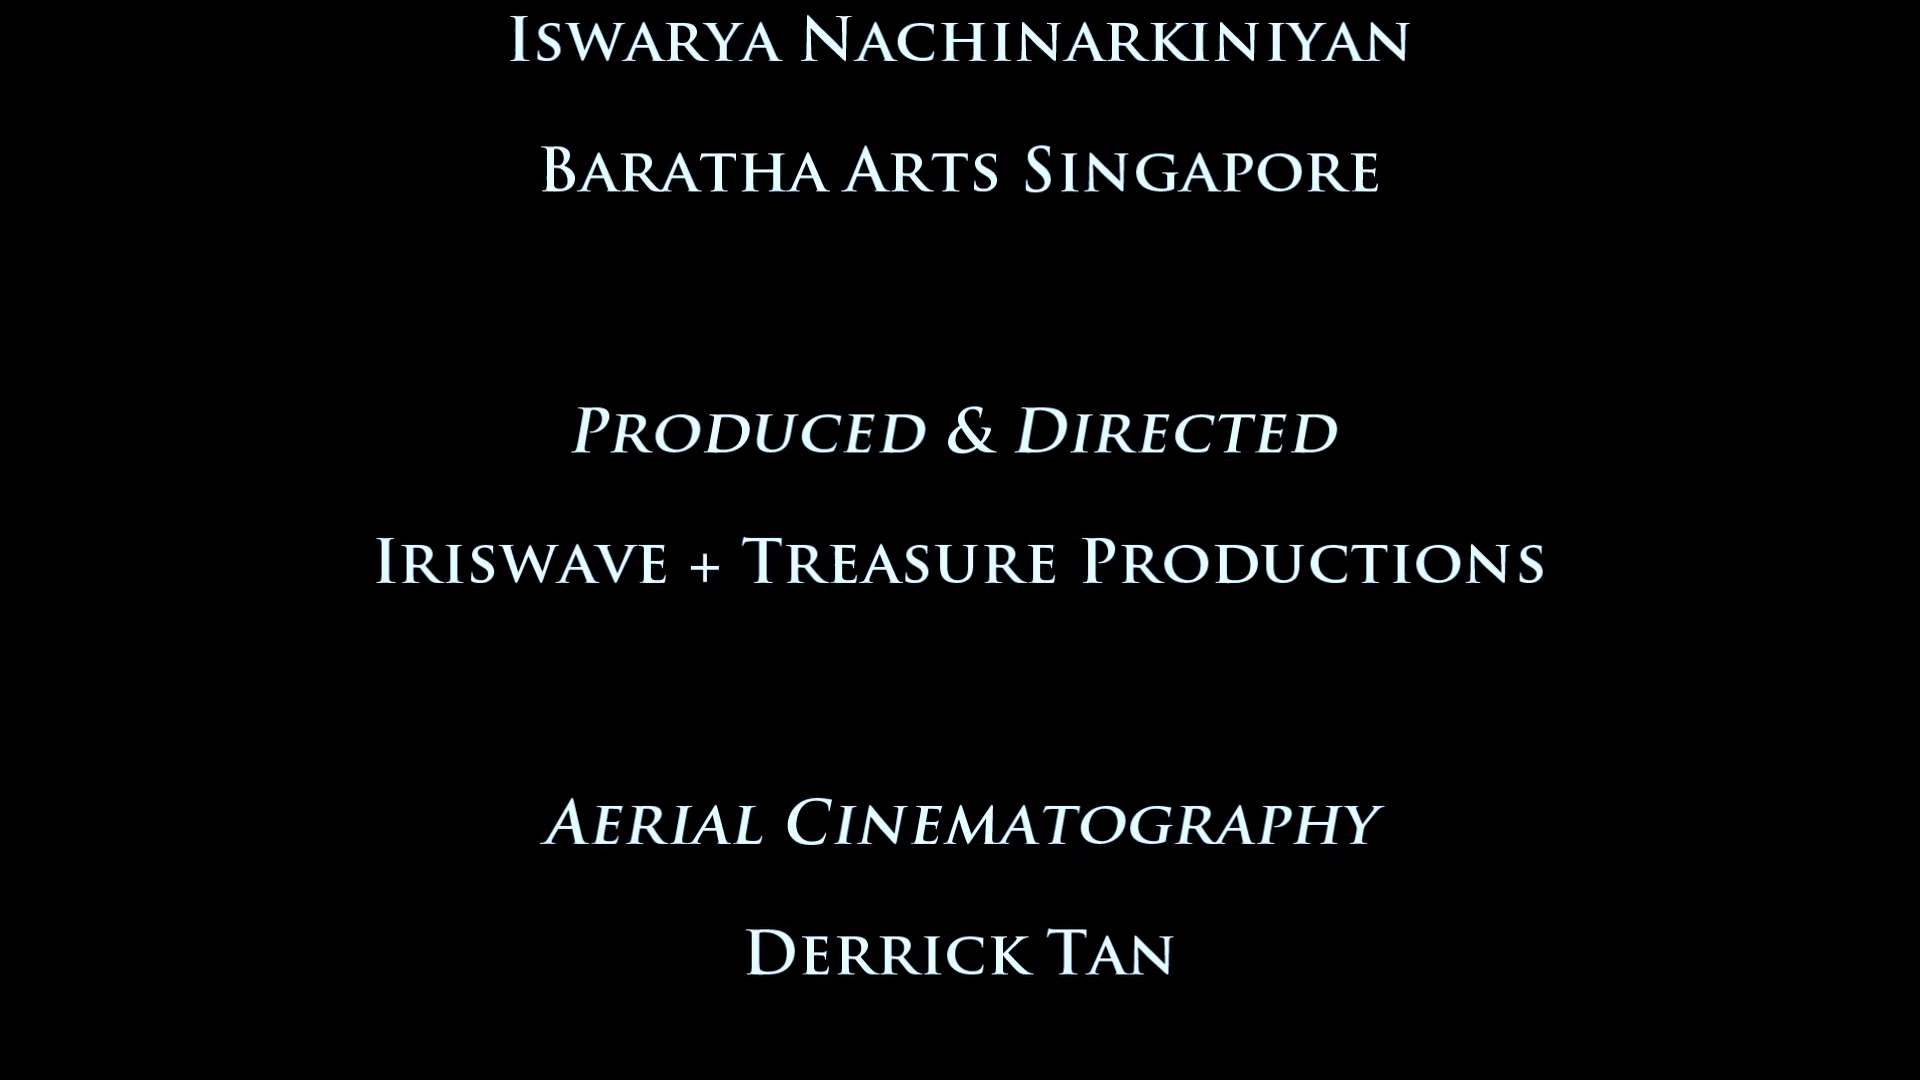 Iswarya Nachinarkiniyan
Baratha Arts Singapore
Produced & Directed
Iriswave + Treasure Productions
Aerial Cinematography
Derrick Tan